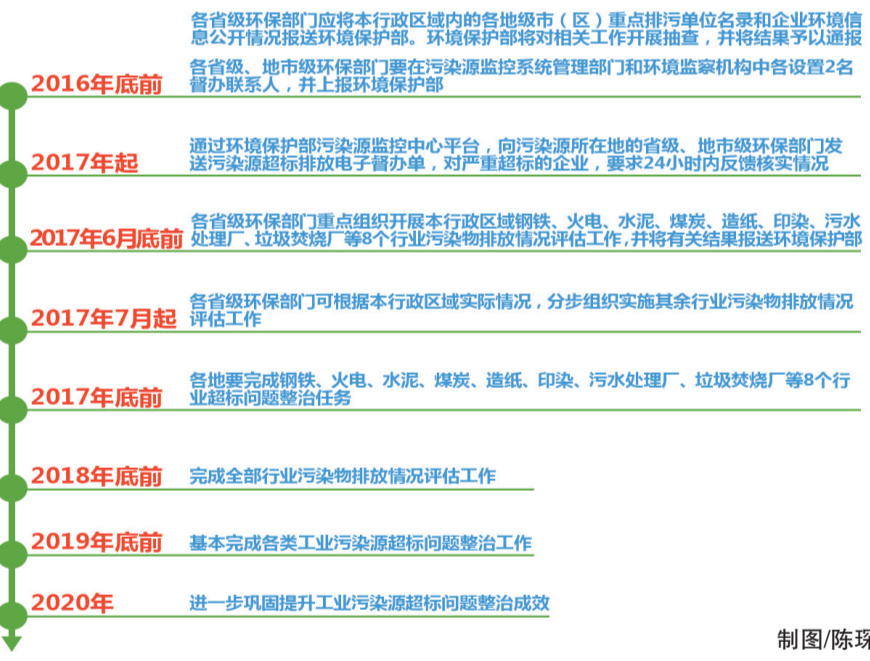 各省级环保部门应将本行政区域内的各地级市（区）重点排污单位名录和企业环境信
息公开情况报送环境保护部。环境保护部将对相关工作开展抽查，并将结果予以通报
2016年底前
各省级、地市级环保部门要在污染源监控系统管理部门和环境监察机构中各设置2名
督办联系人，并上报环境保护部
2017年起
通过环境保护部污染源监控中心平台，向污染源所在地的省级、地市级环保部门发
送污染源超标排放电子督办单，对严重超标的企业，要求24小时内反馈核实情况
2017年6月底前
各省级环保部门重点组织开展本行政区域钢铁、火电、水泥、煤炭、造纸、印染、污水
处理厂、垃圾焚烧厂等8个行业污染物排放情况评估工作,并将有关结果报送环境保护部
2017年7月起
各省级环保部门可根据本行政区域实际情况，分步组织实施其余行业污染物排放情况
评估工作
2017年底前
各地要完成钢铁、火电、水泥、煤炭、造纸、印染、污水处理厂、垃圾焚烧厂等8个行
业超标问题整治任务
2018年底前
完成全部行业污染物排放情况评估工作
2019年底前
基本完成各类工业污染源超标问题整治工作
2020年
进一步巩固提升工业污染源超标问题整治成效
制图/陈琛